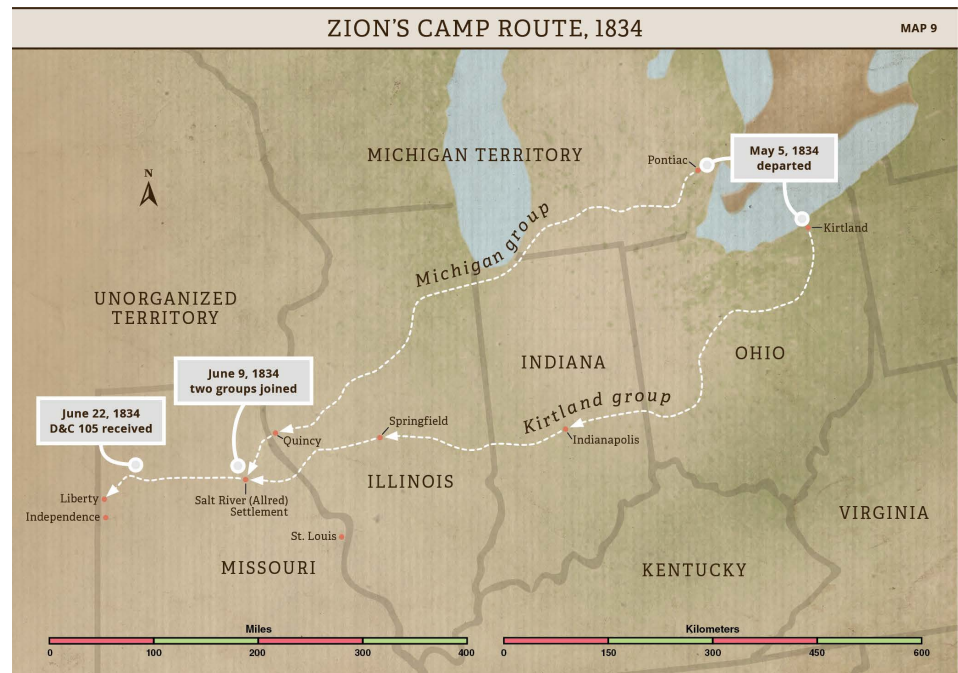 ZION’S CAMP ROUTE, 1834
MAP 9
MICHIGAN TERRITORY
Pontiac
May 5, 1834
departed
N
Kirtland
Michigan group
UNORGANIZED
TERRITORY
INDIANA
OHIO
June 9, 1834
two groups joined
June 22, 1834
D&C 105 received
Kirtland group
Springfield
Quincy
Indianapolis
ILLINOIS
Liberty
Salt River (Allred)
Settlement
Independence
VIRGINIA
St. Louis
MISSOURI
KENTUCKY
Miles
0 100 200 300 400
Kilometers
0 150 300 450 600